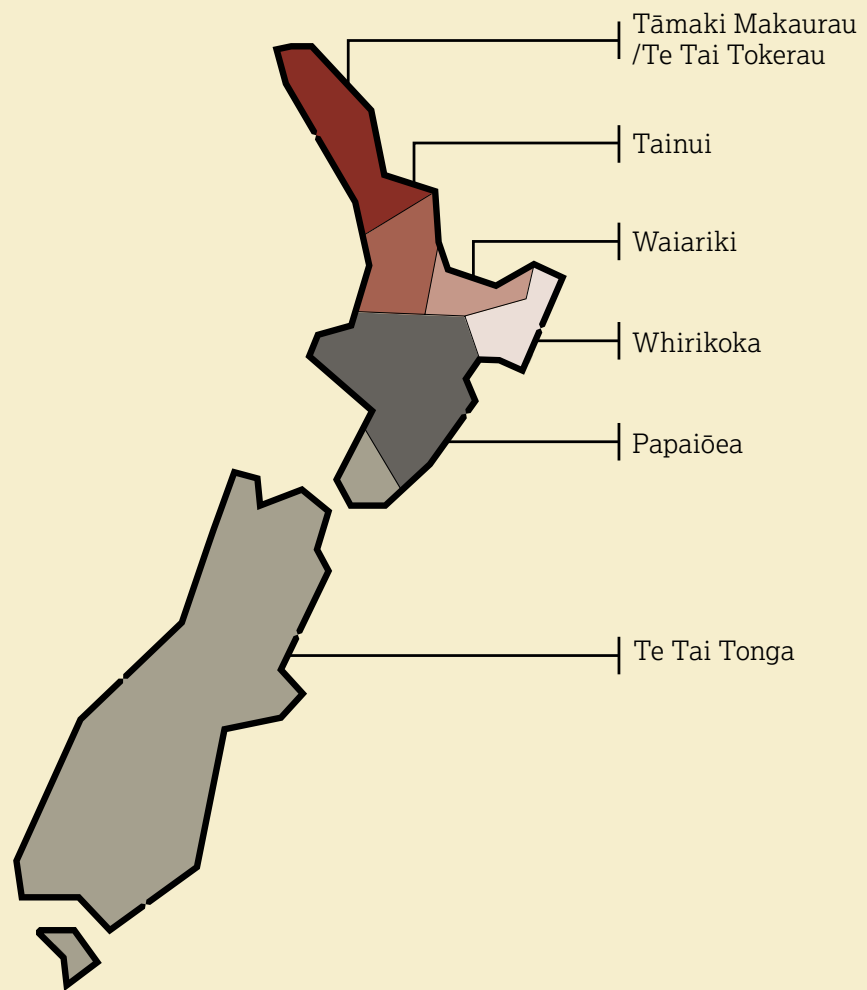 Tāmaki Makaurau
/Te Tai Tokerau
Tainui
Waiariki
Whirikoka
Papaiōea
Te Tai Tonga